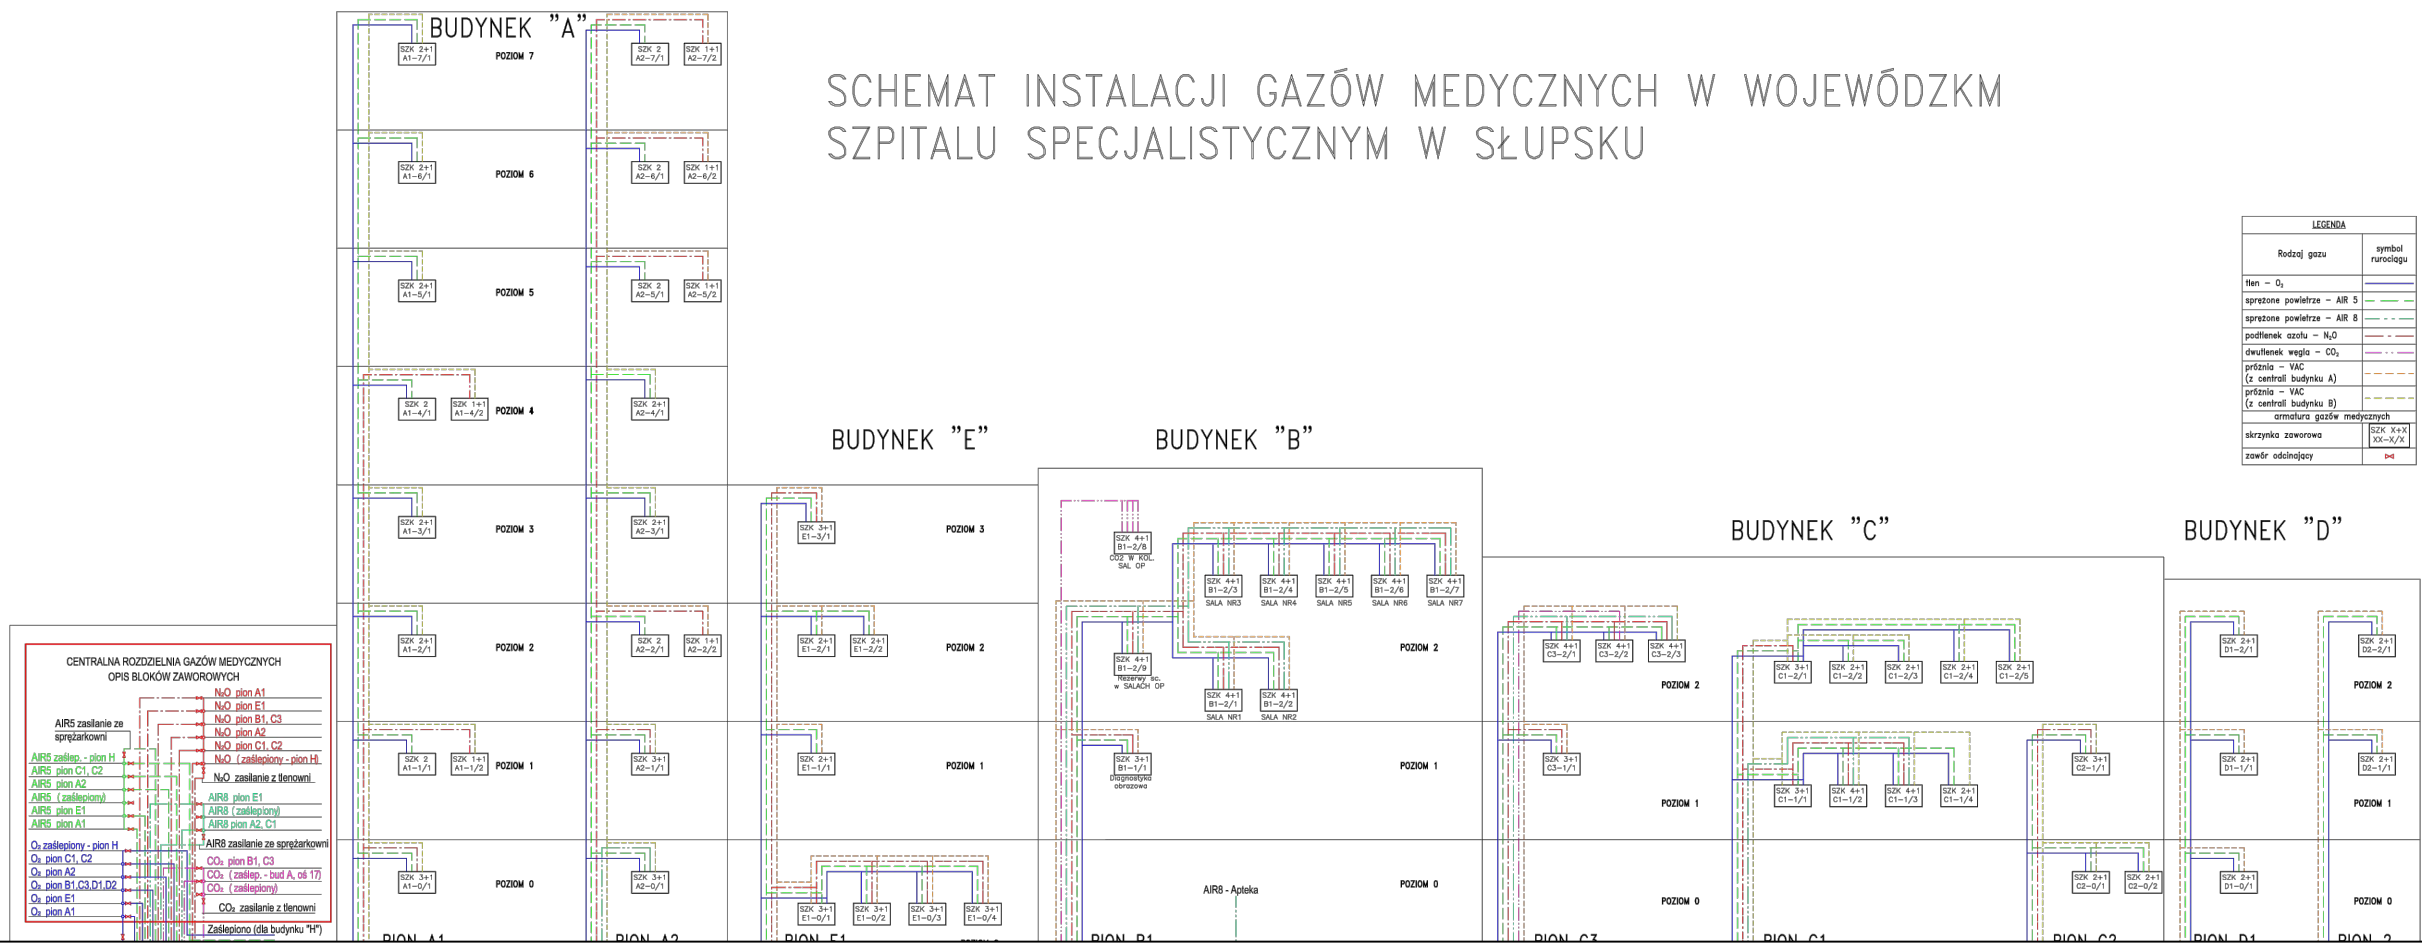 BUDYNEK "A"
SCHEMAT INSTALACJI GAZÓW MEDYCZNYCH W WOJEWÓDZKM
SZPITALU SPECJALISTYCZNYM W SŁUPSKU
SZK 2+1
A1-7/1
POZIOM 7
SZK 2
A2-7/1
SZK 1+1
A2-7/2
SZK 2+1
A1-6/1
POZIOM 6
SZK 2
A2-6/1
SZK 1+1
A2-6/2
SZK 2+1
A1-5/1
POZIOM 5
SZK 2
A2-5/1
SZK 1+1
A2-5/2
SZK 2
A1-4/1
SZK 1+1
A1-4/2
POZIOM 4
SZK 2+1
A2-4/1
SZK 2+1
A1-3/1
POZIOM 3
SZK 2+1
A2-3/1
SZK 2+1
A1-2/1
POZIOM 2
SZK 2
A2-2/1
SZK 1+1
A2-2/2
SZK 2
A1-1/1
SZK 1+1
A1-1/2
POZIOM 1
SZK 3+1
A2-1/1
SZK 3+1
A1-0/1
POZIOM 0
SZK 3+1
A2-0/1
PION A1
PION A2
LEGENDA
Rodzaj gazu
symbol
rurociągu
tlen - O₂
sprężone powietrze - AIR 5
sprężone powietrze - AIR 8
podtlenek azotu - N₂O
dwutlenek węgla - CO₂
próżnia - VAC
(z centrali budynku A)
próżnia - VAC
(z centrali budynku B)
armatura gazów medycznych
skrzynka zaworowa
SZK X+X
XX-X/X
zawór odcinający
BUDYNEK "E"
SZK 3+1
E1-3/1
POZIOM 3
SZK 2+1
E1-2/1
SZK 2+1
E1-2/2
POZIOM 2
SZK 2+1
E1-1/1
POZIOM 1
SZK 3+1
E1-0/1
SZK 3+1
E1-0/2
SZK 3+1
E1-0/3
SZK 3+1
E1-0/4
PION E1
BUDYNEK "B"
SZK 4+1
B1-2/8
CO2 W KOL.
SAL OP
SZK 4+1
B1-2/3
SALA NR3
SZK 4+1
B1-2/4
SALA NR4
SZK 4+1
B1-2/5
SALA NR5
SZK 4+1
B1-2/6
SALA NR6
SZK 4+1
B1-2/7
SALA NR7
SZK 4+1
B1-2/9
Rezerwy sc.
w SALACH OP
SZK 4+1
B1-2/1
SALA NR1
SZK 4+1
B1-2/2
SALA NR2
POZIOM 2
SZK 3+1
B1-1/1
Diagnostyka
obrazowa
POZIOM 1
AIR8 - Apteka
POZIOM 0
PION B1
BUDYNEK "C"
SZK 4+1
C3-2/1
SZK 4+1
C3-2/2
SZK 4+1
C3-2/3
POZIOM 2
SZK 3+1
C1-2/1
SZK 2+1
C1-2/2
SZK 2+1
C1-2/3
SZK 2+1
C1-2/4
SZK 2+1
C1-2/5
SZK 3+1
C3-1/1
POZIOM 1
SZK 3+1
C1-1/1
SZK 4+1
C1-1/2
SZK 4+1
C1-1/3
SZK 2+1
C1-1/4
SZK 3+1
C2-1/1
POZIOM 0
SZK 2+1
C2-0/1
SZK 2+1
C2-0/2
PION C3
PION C1
PION C2
BUDYNEK "D"
SZK 2+1
D1-2/1
SZK 2+1
D2-2/1
POZIOM 2
SZK 2+1
D1-1/1
SZK 2+1
D2-1/1
POZIOM 1
SZK 2+1
D1-0/1
POZIOM 0
PION D1
PION 2
CENTRALNA ROZDZIELNIA GAZÓW MEDYCZNYCH
OPIS BLOKÓW ZAWOROWYCH
N₂O pion A1
N₂O pion E1
N₂O pion B1, C3
N₂O pion A2
N₂O pion C1, C2
N₂O ( zaślepiony - pion H)
N₂O zasilanie z tlenowni
AIR5 zasilanie ze
sprężarkowni
AIR5 zaślep. - pion H
AIR5 pion C1, C2
AIR5 pion A2
AIR5 ( zaślepiony)
AIR5 pion E1
AIR5 pion A1
AIR8 pion E1
AIR8 ( zaślepiony)
AIR8 pion A2, C1
AIR8 zasilanie ze sprężarkowni
O₂ zaślepiony - pion H
O₂ pion C1, C2
O₂ pion A2
O₂ pion B1,C3,D1,D2
O₂ pion E1
O₂ pion A1
CO₂ pion B1, C3
CO₂ ( zaślep. - bud A, oś 17)
CO₂ ( zaślepiony)
CO₂ zasilanie z tlenowni
Zaślepiono (dla budynku "H")